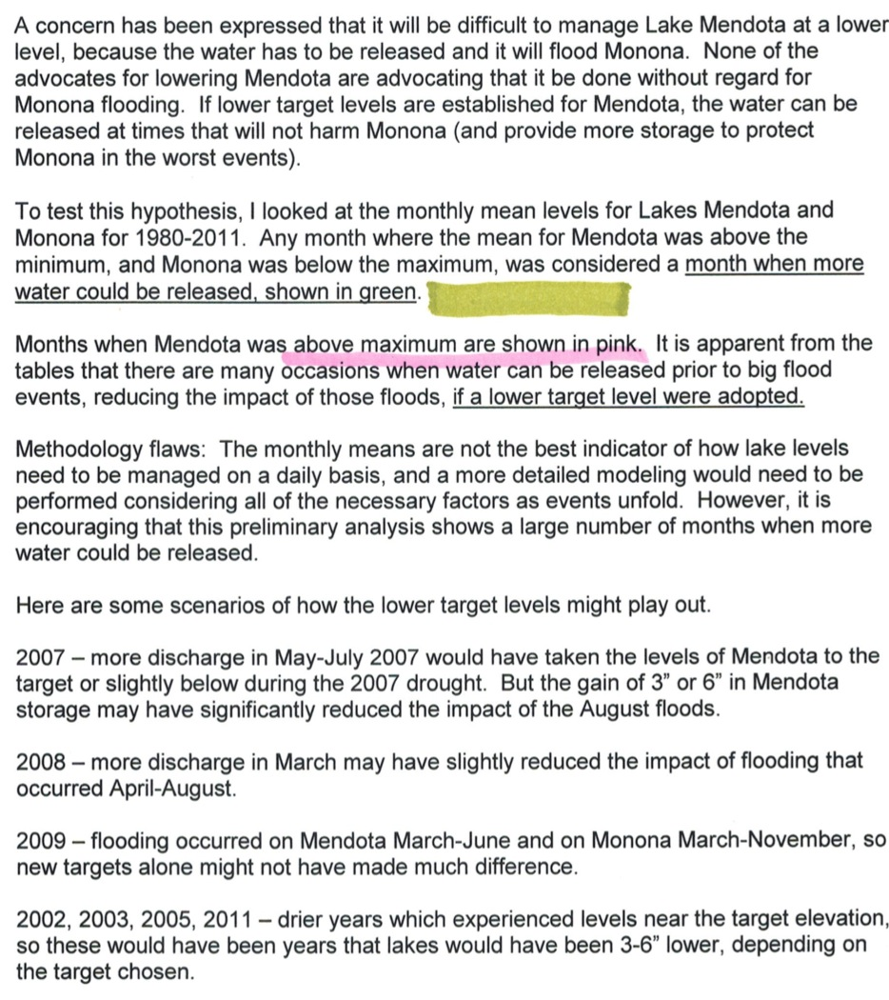 A concern has been expressed that it will be difficult to manage Lake Mendota at a lower
level, because the water has to be released and it will flood Monona.  None of the
advocates for lowering Mendota are advocating that it be done without regard for
Monona flooding.  If lower target levels are established for Mendota, the water can be
released at times that will not harm Monona (and provide more storage to protect
Monona in the worst events).
To test this hypothesis, I looked at the monthly mean levels for Lakes Mendota and
Monona for 1980-2011.  Any month where the mean for Mendota was above the
minimum, and Monona was below the maximum, was considered a month when more
water could be released, shown in green.
Months when Mendota was above maximum are shown in pink.  It is apparent from the
tables that there are many occasions when water can be released prior to big flood
events, reducing the impact of those floods, if a lower target level were adopted.
Methodology flaws:  The monthly means are not the best indicator of how lake levels
need to be managed on a daily basis, and a more detailed modeling would need to be
performed considering all of the necessary factors as events unfold.  However, it is
encouraging that this preliminary analysis shows a large number of months when more
water could be released.
Here are some scenarios of how the lower target levels might play out.
2007 – more discharge in May-July 2007 would have taken the levels of Mendota to the
target or slightly below during the 2007 drought.  But the gain of 3” or 6” in Mendota
storage may have significantly reduced the impact of the August floods.
2008 – more discharge in March may have slightly reduced the impact of flooding that
occurred April-August.
2009 – flooding occurred on Mendota March-June and on Monona March-November, so
new targets alone might not have made much difference.
2002, 2003, 2005, 2011 – drier years which experienced levels near the target elevation,
so these would have been years that lakes would have been 3-6” lower, depending on
the target chosen.